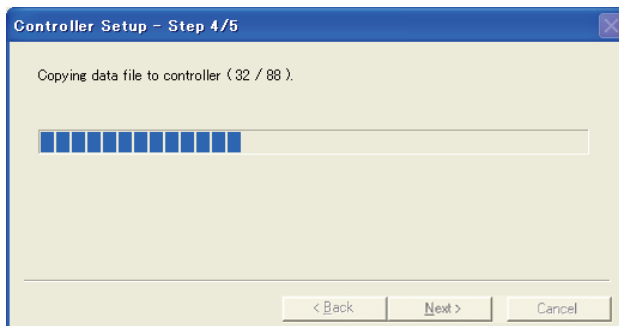 Controller Setup - Step 4/5
Copying data file to controller ( 32 / 88 ).
< Back
Next >
Cancel